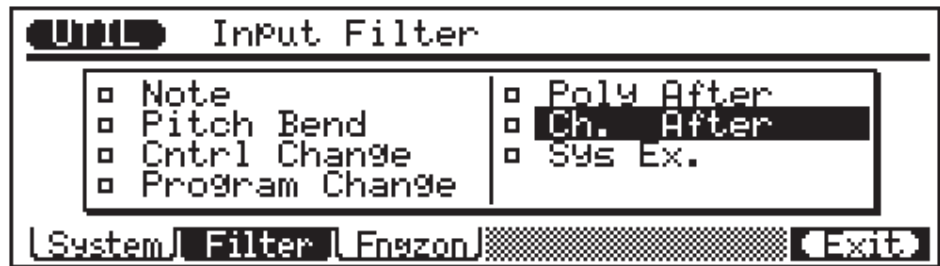 UTIL Input Filter
Note
Pitch Bend
Cntrl Change
Program Change
Poly After
Ch. After
Sys Ex.
System Filter Fngzon Exit